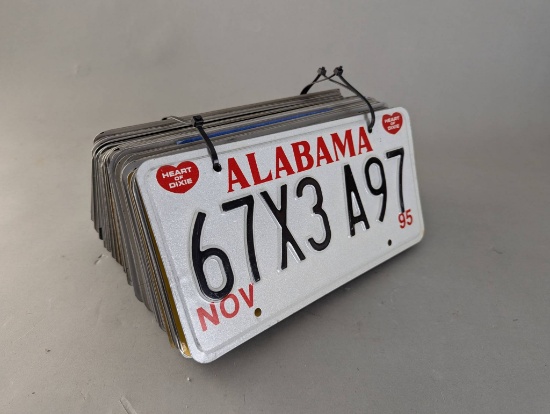 HEART
OF
DIXIE
ALABAMA
HEART
OF
DIXIE
67X3 A97
NOV
95